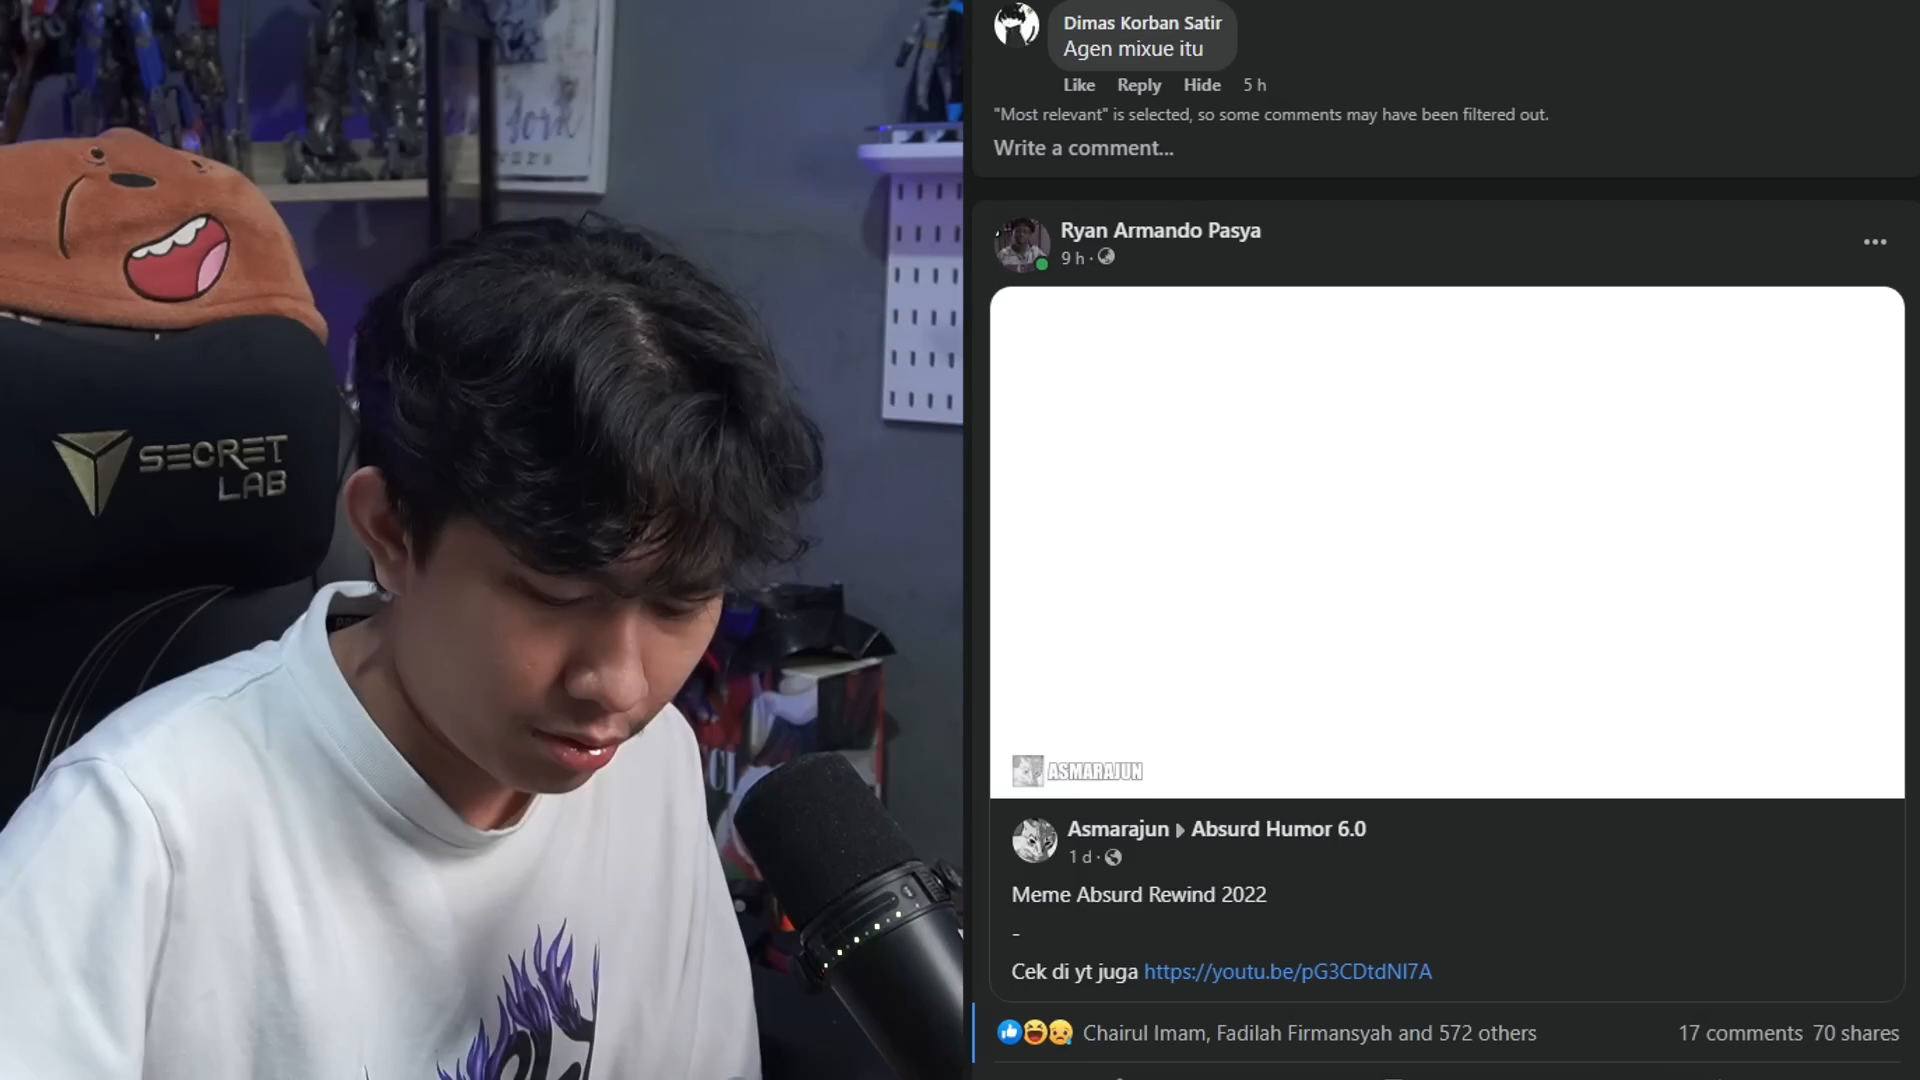 SECRET
LAB
Dimas Korban Satir
Agen mixue itu
Like Reply Hide 5 h
"Most relevant" is selected, so some comments may have been filtered out.
Write a comment...
Ryan Armando Pasya
9 h ·
ASMARAJUN
Asmarajun Absurd Humor 6.0
1 d ·
Meme Absurd Rewind 2022
-
Cek di yt juga https://youtu.be/pG3CDtdNl7A
Chairul Imam, Fadilah Firmansyah and 572 others
17 comments 70 shares